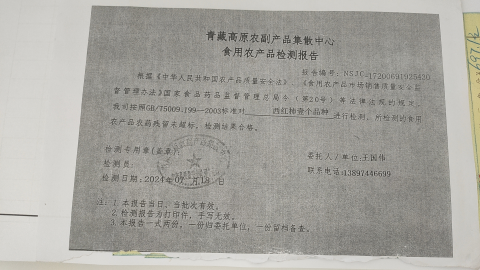 青藏高原农副产品集散中心
食用农产品检测报告
报告编号: NSJC-17200691925420
根据《中华人民共和国农产品质量安全法》、《食用农产品市场销售质量安全监
督管理办法》国家食品药品监督管理总局令(第20号)等法律法规的规定,
我司按照GB/T5009.199--2003标准对 西红柿壹个品种 进行检测,所检测的食用
农产品农药残留未超标,检测结果合格。
检测专用章(盖章):
委托人/单位:王国伟
检测员:
联系电话:13897446699
检测日期:2024年07月18日
注: 1.本报告当日、当批次有效。
2.检测报告为打印件,手写无效。
3.本报告一式两份,一份归委托单位,一份留档备查。